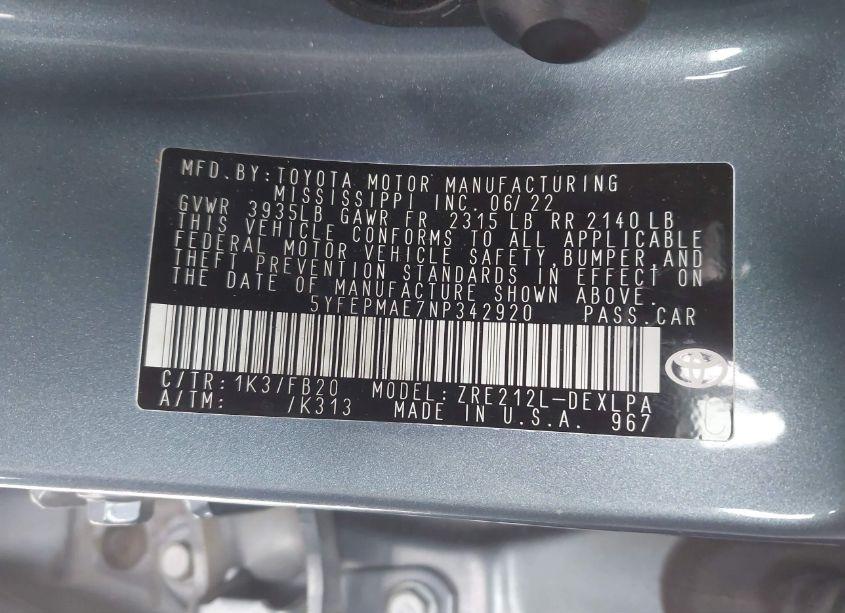 MFD.BY:TOYOTA MOTOR MANUFACTURING
MISSISSIPPI INC. 06/22
GVWR 3935LB GAWR FR 2315 LB RR 2140 LB
THIS VEHICLE CONFORMS TO ALL APPLICABLE
FEDERAL MOTOR VEHICLE SAFETY,BUMPER,AND
THEFT PREVENTION STANDARDS IN EFFECT ON
THE DATE OF MANUFACTURE SHOWN ABOVE.
5YFEPMAE7NP342920 PASS.CAR
C/TR: 1K3/FB20 MODEL: ZRE212L-DEXLPA
A/TM: /K313 MADE IN U.S.A. 967
C